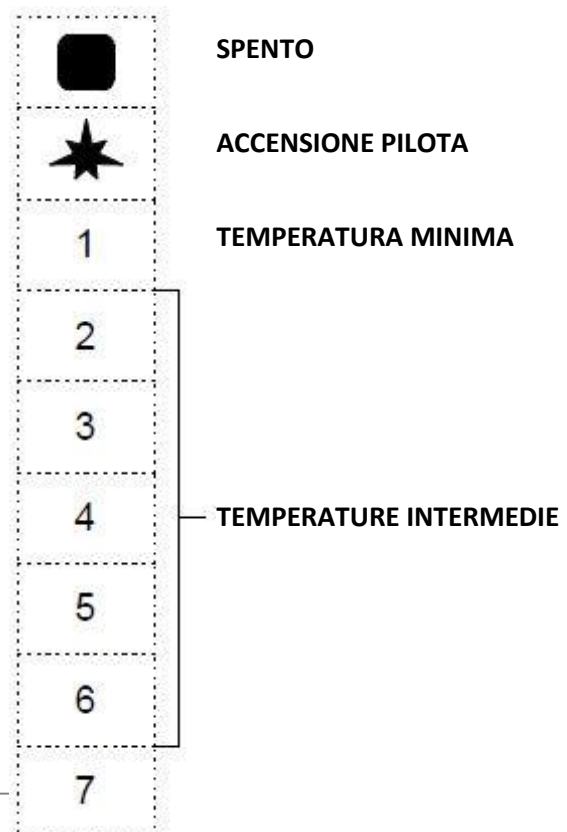 SPENTO
ACCENSIONE PILOTA
1 TEMPERATURA MINIMA
2
3
4 TEMPERATURE INTERMEDIE
5
6
7